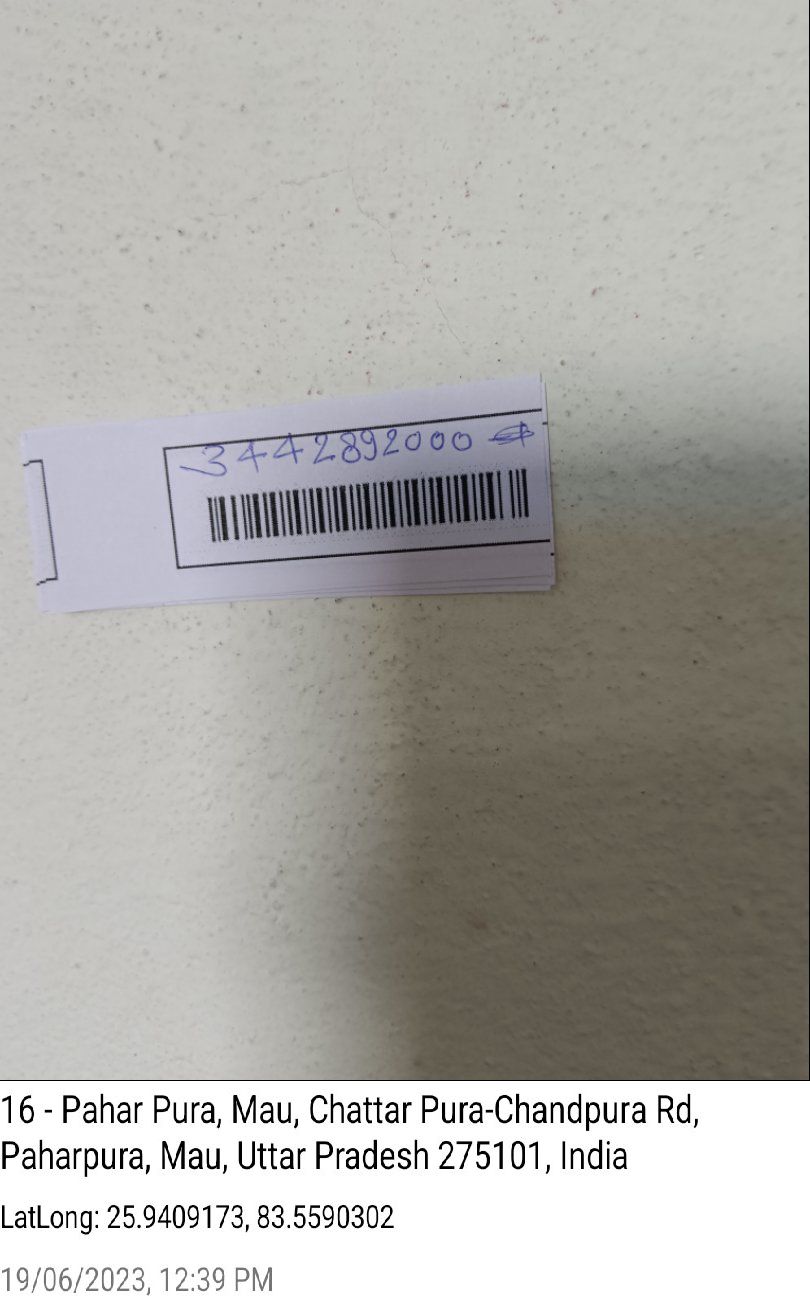 3442892000
16 - Pahar Pura, Mau, Chattar Pura-Chandpura Rd,
Paharpura, Mau, Uttar Pradesh 275101, India
LatLong: 25.9409173, 83.5590302
19/06/2023, 12:39 PM